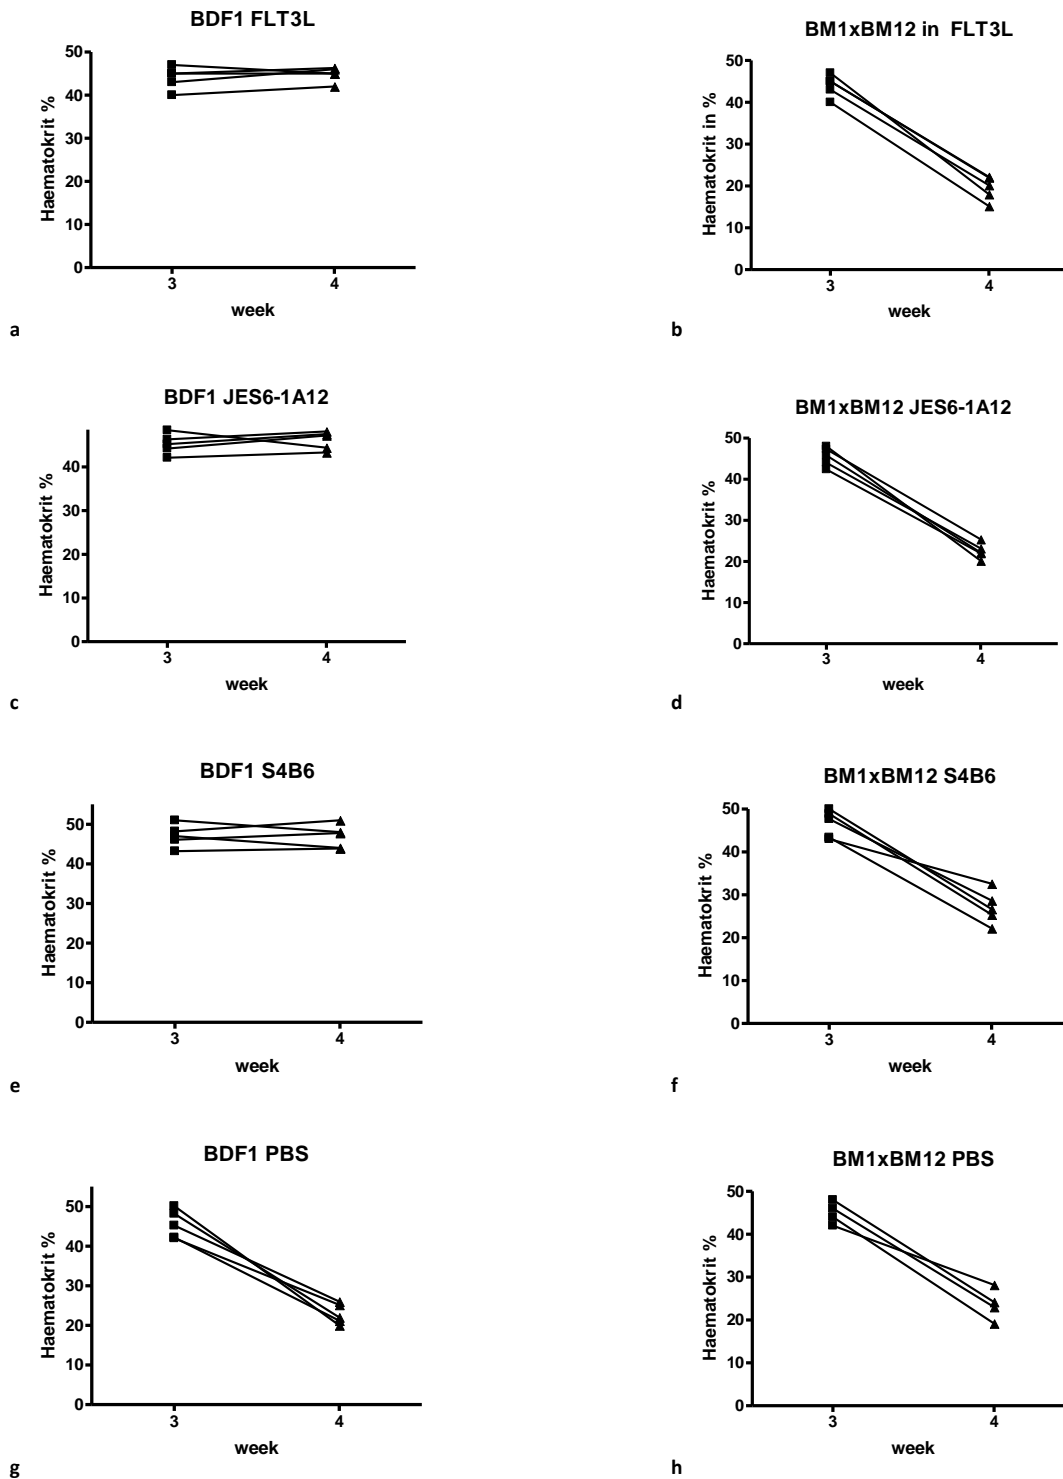 BDF1 FLT3L
50
40
30
20
10
0
Haematokrit %
3 4
week
a
BM1xBM12 in FLT3L
50
40
30
20
10
0
Haematokrit in %
3 4
week
b
BDF1 JES6-1A12
40
30
20
10
0
Haematokrit %
3 4
week
c
BM1xBM12 JES6-1A12
50
40
30
20
10
0
Haematokrit %
3 4
week
d
BDF1 S4B6
50
40
30
20
10
0
Haematokrit %
3 4
week
e
BM1xBM12 S4B6
50
40
30
20
10
0
Haematokrit %
3 4
week
f
BDF1 PBS
50
40
30
20
10
0
Haematokrit %
3 4
week
g
BM1xBM12 PBS
50
40
30
20
10
0
Haematokrit %
3 4
week
h